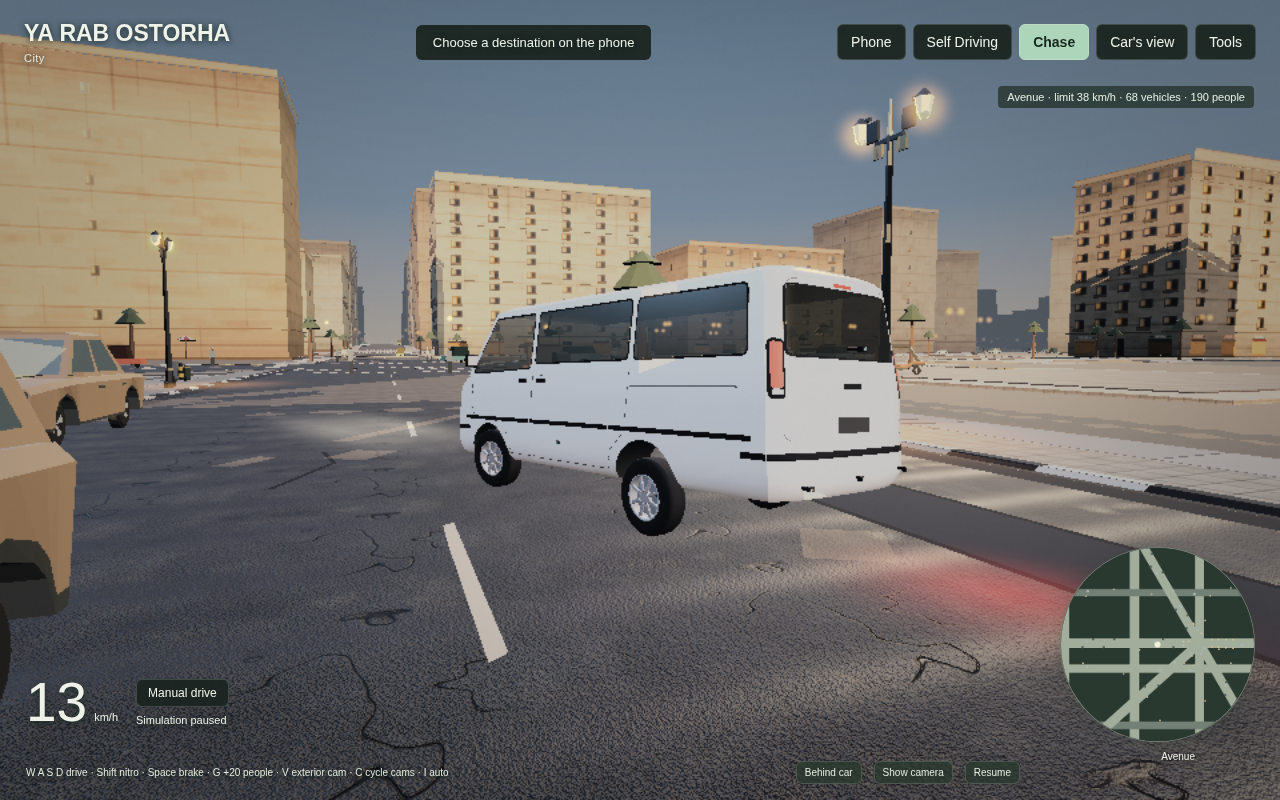 YA RAB OSTORHA
City
Choose a destination on the phone
Phone
Self Driving
Chase
Car's view
Tools
Avenue · limit 38 km/h · 68 vehicles · 190 people
13 km/h
Manual drive
Simulation paused
W A S D drive · Shift nitro · Space brake · G +20 people · V exterior cam · C cycle cams · I auto
Behind car
Show camera
Resume
Avenue